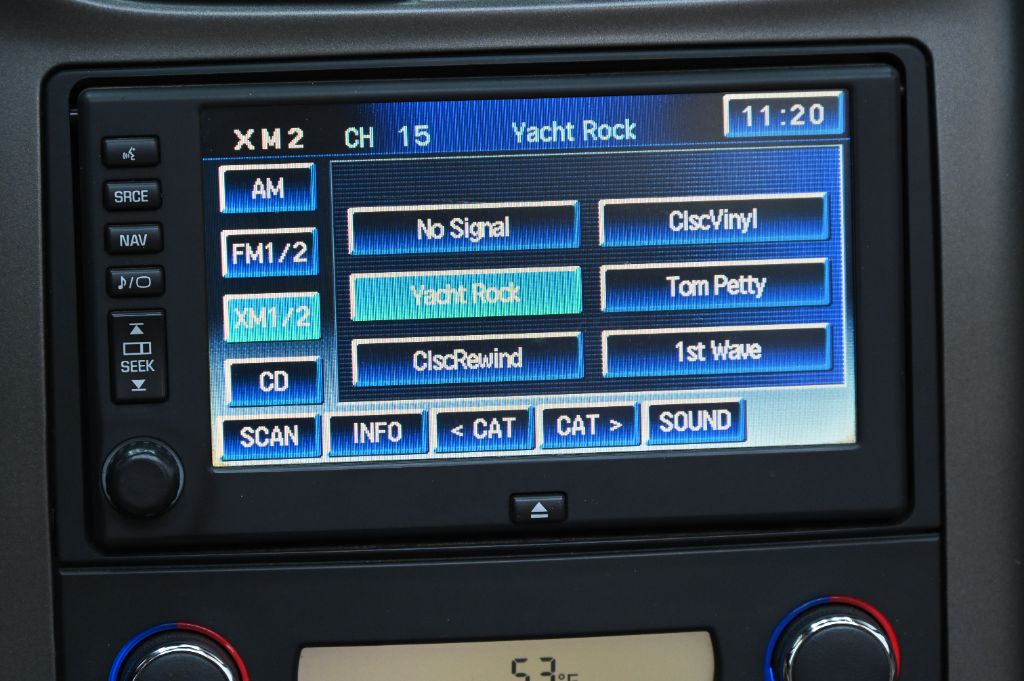 XM2 CH 15 Yacht Rock 11:20
SRCE
NAV
SEEK
AM
FM1/2
XM1/2
CD
No Signal ClscVinyl
Yacht Rock Tom Petty
ClscRewind 1st Wave
SCAN INFO < CAT CAT > SOUND
53°F